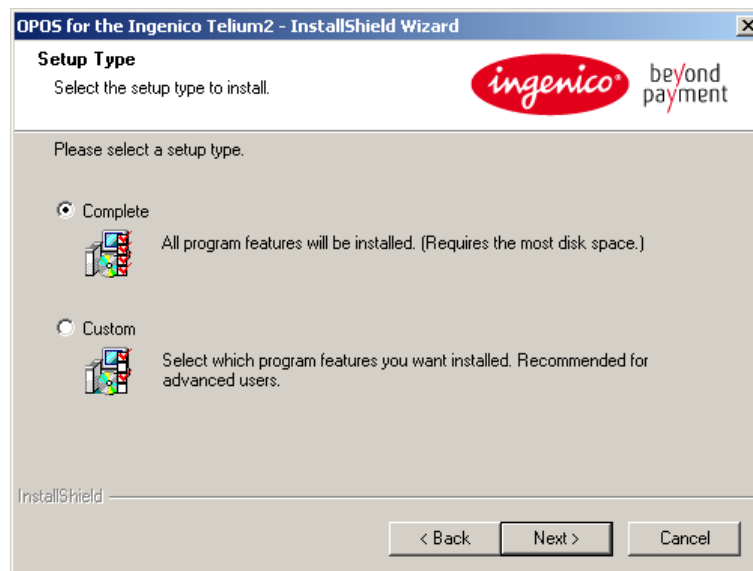 OPOS for the Ingenico Telium2 - InstallShield Wizard
Setup Type
Select the setup type to install.
ingenico
beyond
payment
Please select a setup type.
Complete
All program features will be installed. (Requires the most disk space.)
Custom
Select which program features you want installed. Recommended for
advanced users.
InstallShield
< Back
Next >
Cancel